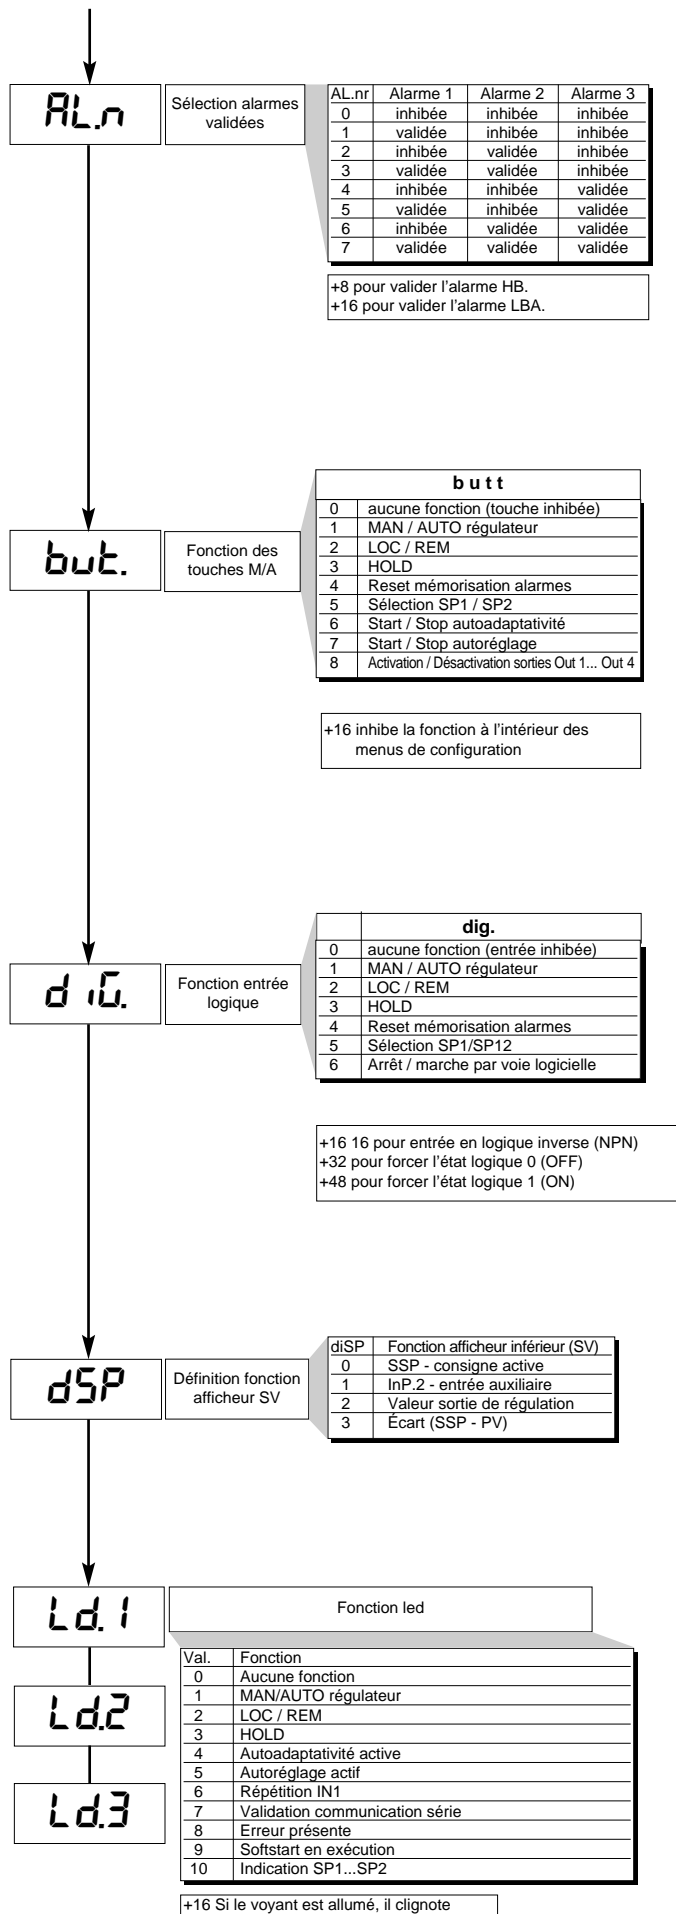 AL.n
Sélection alarmes
validées
AL.nr Alarme 1 Alarme 2 Alarme 3
0 inhibée inhibée inhibée
1 validée inhibée inhibée
2 inhibée validée inhibée
3 validée validée inhibée
4 inhibée inhibée validée
5 validée inhibée validée
6 inhibée validée validée
7 validée validée validée
+8 pour valider l'alarme HB.
+16 pour valider l'alarme LBA.
but.
Fonction des
touches M/A
b u t t
0 aucune fonction (touche inhibée)
1 MAN / AUTO régulateur
2 LOC / REM
3 HOLD
4 Reset mémorisation alarmes
5 Sélection SP1 / SP2
6 Start / Stop autoadaptativité
7 Start / Stop autoréglage
8 Activation / Désactivation sorties Out 1... Out 4
+16 inhibe la fonction à l'intérieur des
menus de configuration
diG.
Fonction entrée
logique
dig.
0 aucune fonction (entrée inhibée)
1 MAN / AUTO régulateur
2 LOC / REM
3 HOLD
4 Reset mémorisation alarmes
5 Sélection SP1/SP12
6 Arrêt / marche par voie logicielle
+16 16 pour entrée en logique inverse (NPN)
+32 pour forcer l'état logique 0 (OFF)
+48 pour forcer l'état logique 1 (ON)
dSP
Définition fonction
afficheur SV
diSP Fonction afficheur inférieur (SV)
0 SSP - consigne active
1 InP.2 - entrée auxiliaire
2 Valeur sortie de régulation
3 Écart (SSP - PV)
Ld.1
Fonction led
Ld.2
Ld.3
Val. Fonction
0 Aucune fonction
1 MAN/AUTO régulateur
2 LOC / REM
3 HOLD
4 Autoadaptativité active
5 Autoréglage actif
6 Répétition IN1
7 Validation communication série
8 Erreur présente
9 Softstart en exécution
10 Indication SP1...SP2
+16 Si le voyant est allumé, il clignote